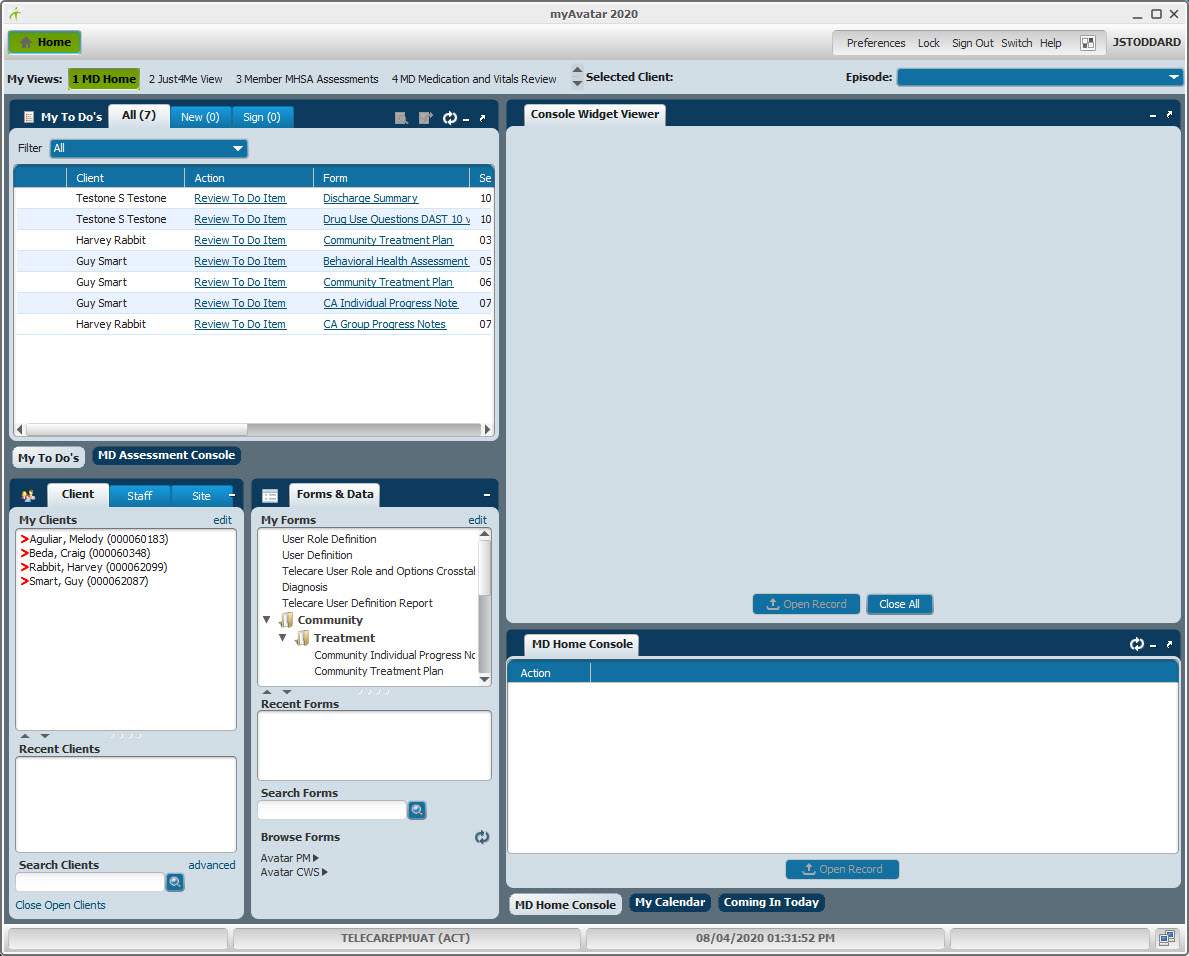 myAvatar 2020
Home
Preferences Lock Sign Out Switch Help JSTODDARD
My Views: 1 MD Home 2 Just4Me View 3 Member MHSA Assessments 4 MD Medication and Vitals Review Selected Client: Episode:
My To Do's All (7) New (0) Sign (0)
Filter All
Client Action Form Se
Testone S Testone Review To Do Item Discharge Summary 10
Testone S Testone Review To Do Item Drug Use Questions DAST 10 v 10
Harvey Rabbit Review To Do Item Community Treatment Plan 03
Guy Smart Review To Do Item Behavioral Health Assessment 05
Guy Smart Review To Do Item Community Treatment Plan 06
Guy Smart Review To Do Item CA Individual Progress Note 07
Harvey Rabbit Review To Do Item CA Group Progress Notes 07
My To Do's MD Assessment Console
Client Staff Site
My Clients edit
>Aguliar, Melody (000060183)
>Beda, Craig (000060348)
>Rabbit, Harvey (000062099)
>Smart, Guy (000062087)
Recent Clients
Search Clients advanced
Close Open Clients
Forms & Data
My Forms edit
User Role Definition
User Definition
Telecare User Role and Options Crosstal
Diagnosis
Telecare User Definition Report
Community
Treatment
Community Individual Progress No
Community Treatment Plan
Recent Forms
Search Forms
Browse Forms
Avatar PM
Avatar CWS
Console Widget Viewer
Open Record Close All
MD Home Console
Action
Open Record
MD Home Console My Calendar Coming In Today
TELECAREPMUAT (ACT) 08/04/2020 01:31:52 PM